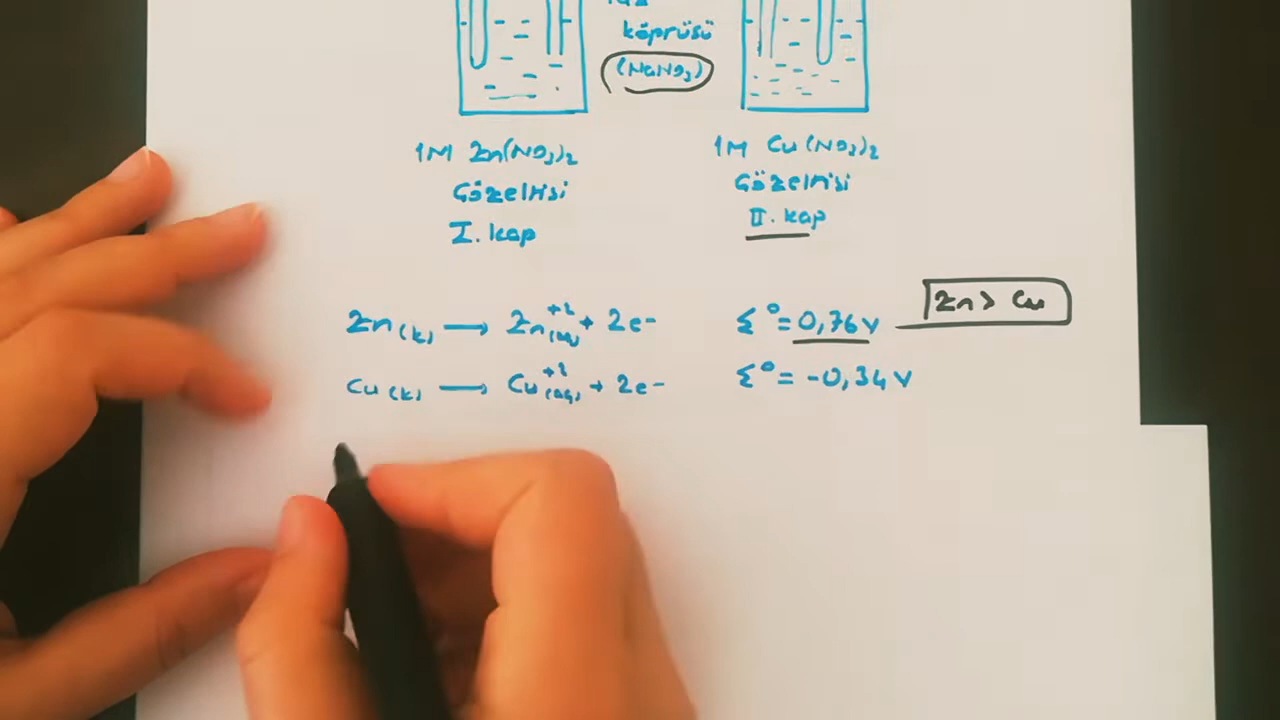 köprüsü
(NaNO₃)
1M Zn(NO₃)₂
Çözeltisi
I. kap
1M Cu(NO₃)₂
Çözeltisi
II. kap
Zn > Cu
Zn(k) → Zn⁺²(aq) + 2e- Ɛ° = 0,76 V
Cu(k) → Cu⁺²(aq) + 2e- Ɛ° = -0,34 V